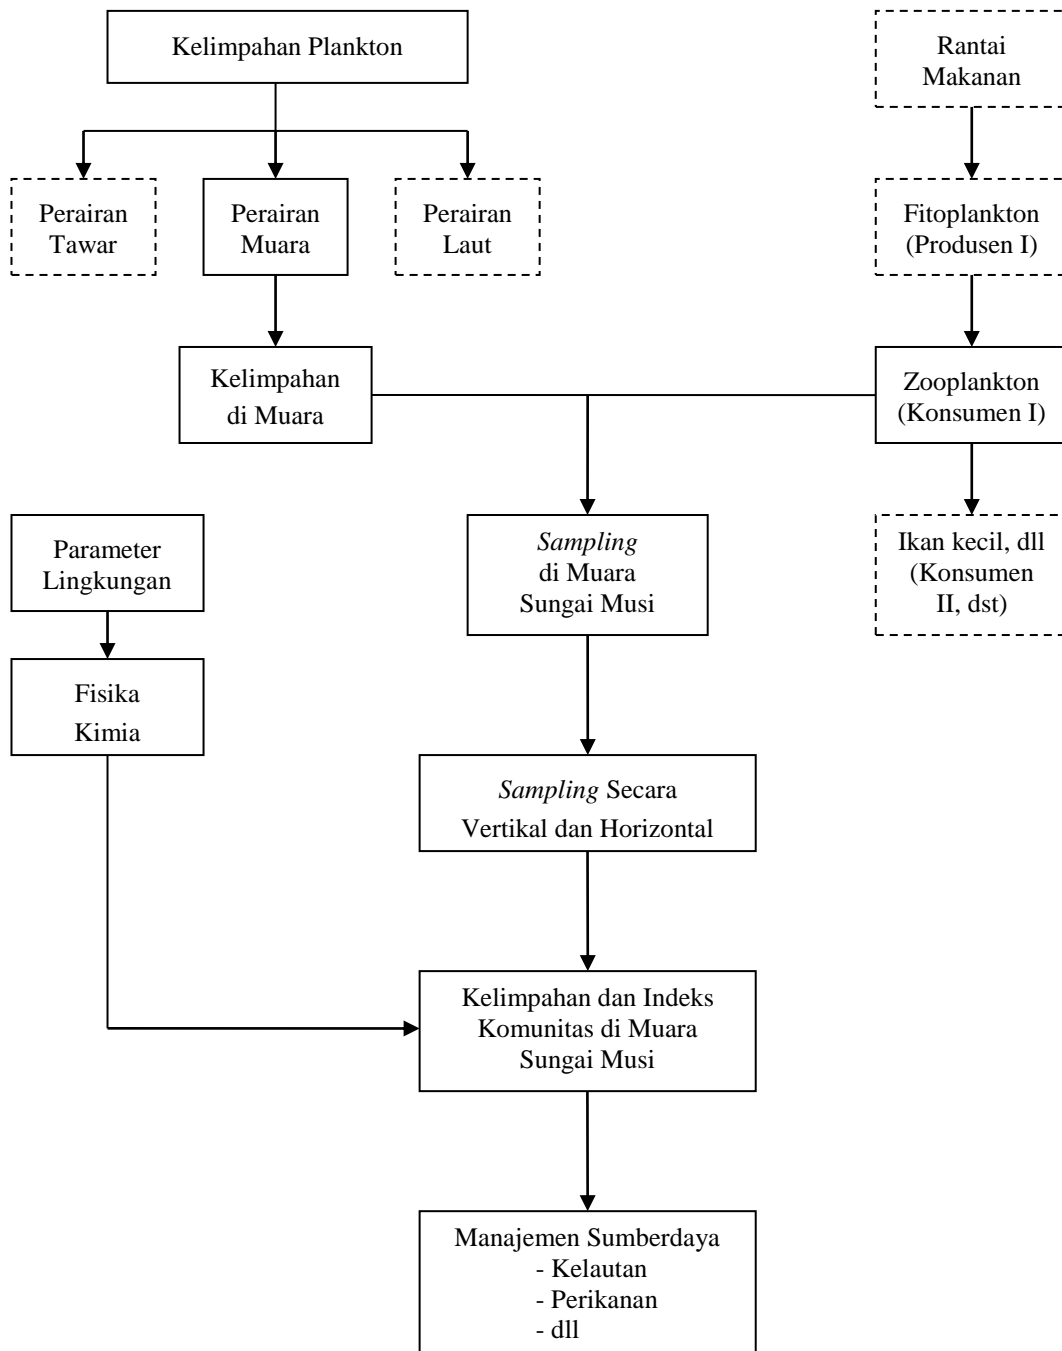 Kelimpahan Plankton
Rantai
Makanan
Perairan
Tawar
Perairan
Muara
Perairan
Laut
Fitoplankton
(Produsen I)
Kelimpahan
di Muara
Zooplankton
(Konsumen I)
Parameter
Lingkungan
Sampling
di Muara
Sungai Musi
Ikan kecil, dll
(Konsumen
II, dst)
Fisika
Kimia
Sampling Secara
Vertikal dan Horizontal
Kelimpahan dan Indeks
Komunitas di Muara
Sungai Musi
Manajemen Sumberdaya
- Kelautan
- Perikanan
- dll